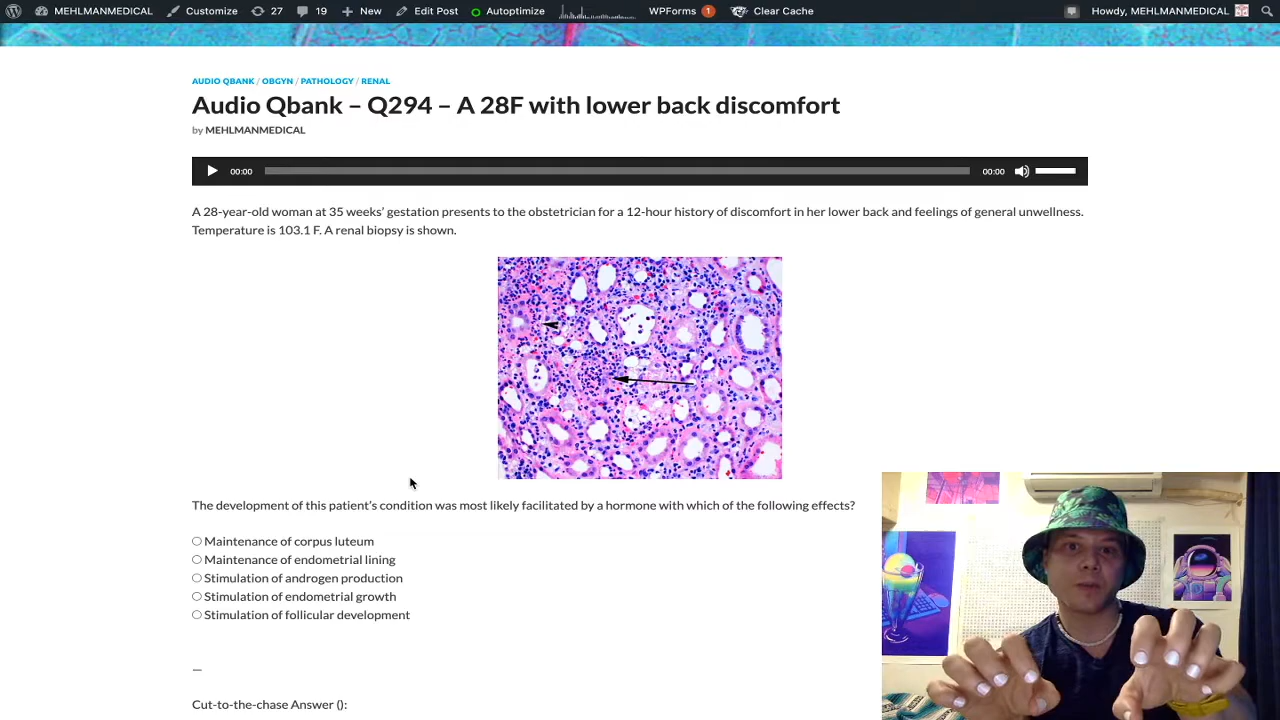 MEHLMANMEDICAL Customize 27 19 New Edit Post Autoptimize WPForms 1 Clear Cache Howdy, MEHLMANMEDICAL
AUDIO QBANK / OBGYN / PATHOLOGY / RENAL
Audio Qbank – Q294 – A 28F with lower back discomfort
by MEHLMANMEDICAL
00:00 00:00
A 28-year-old woman at 35 weeks’ gestation presents to the obstetrician for a 12-hour history of discomfort in her lower back and feelings of general unwellness.
Temperature is 103.1 F. A renal biopsy is shown.
The development of this patient’s condition was most likely facilitated by a hormone with which of the following effects?
Maintenance of corpus luteum
Maintenance of endometrial lining
Stimulation of androgen production
Stimulation of endometrial growth
Stimulation of follicular development
—
Cut-to-the-chase Answer ():